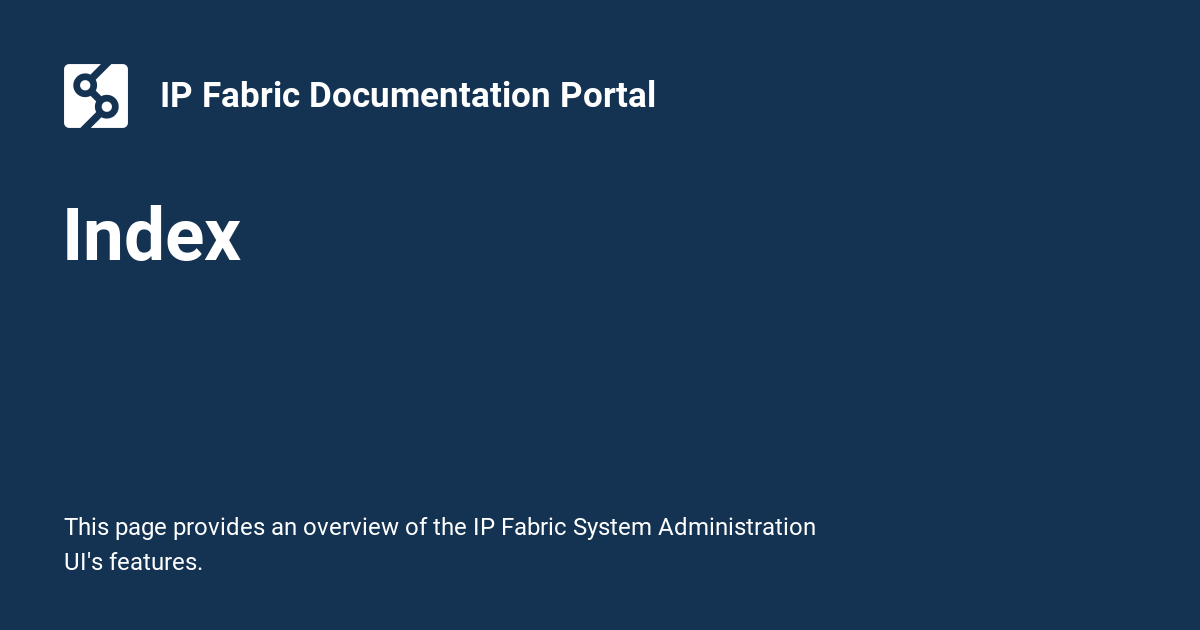 IP Fabric Documentation Portal
Index
This page provides an overview of the IP Fabric System Administration
UI's features.